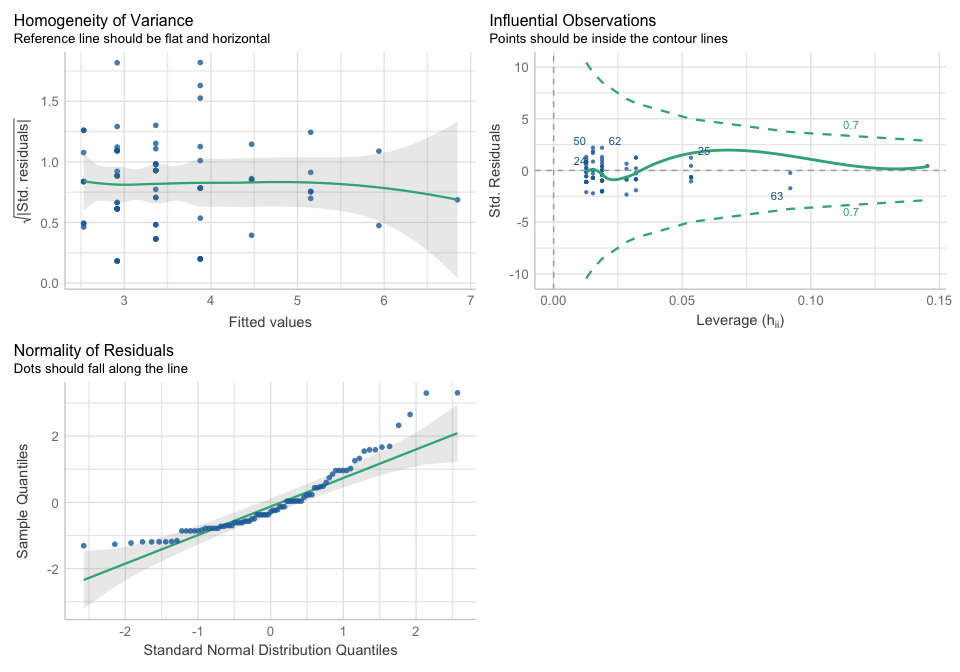 Homogeneity of Variance
Reference line should be flat and horizontal
√|Std. residuals|
1.5
1.0
0.5
0.0
3
4
5
6
7
Fitted values
Influential Observations
Points should be inside the contour lines
Std. Residuals
10
5
0
-5
-10
0.7
50
62
24
25
63
0.7
0.00
0.05
0.10
0.15
Leverage (hii)
Normality of Residuals
Dots should fall along the line
Sample Quantiles
2
0
-2
-2
-1
0
1
2
Standard Normal Distribution Quantiles